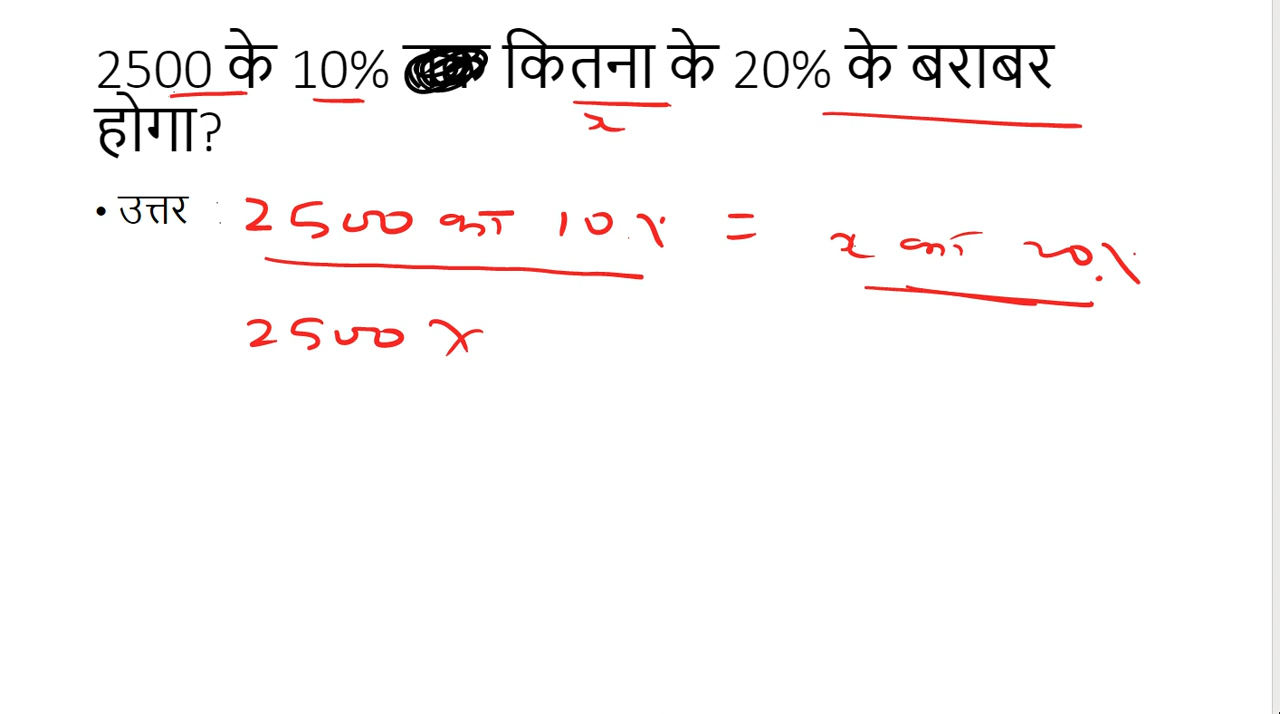 2500 के 10% कितना के 20% के बराबर
होगा?
x
• उत्तर : 2500 का 10% = x का 20%
2500 ×